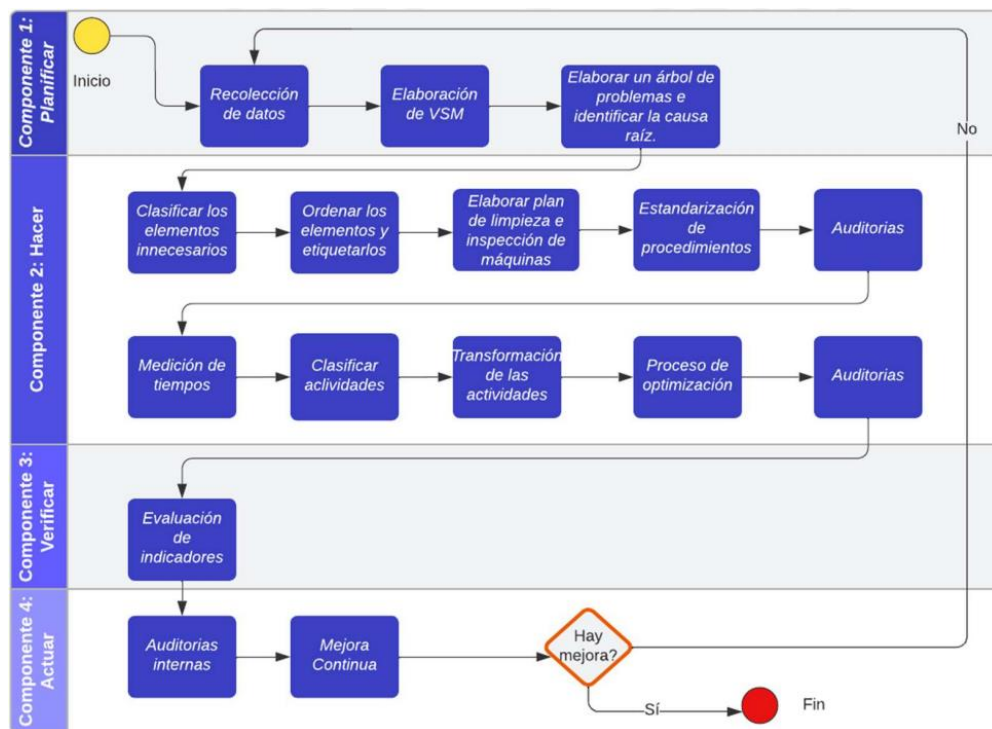 Componente 1:
Planificar
Inicio
Recolección
de datos
Elaboración
de VSM
Elaborar un árbol de
problemas e
identificar la causa
raíz.
No
Componente 2: Hacer
Clasificar los
elementos
innecesarios
Ordenar los
elementos y
etiquetarlos
Elaborar plan
de limpieza e
inspección de
máquinas
Estandarización
de
procedimientos
Auditorias
Medición de
tiempos
Clasificar
aclividades
Transformación
de las
actividades
Proceso de
optimización
Auditorias
Componente 3:
Verificar
Evaluación
de
indicadores
Componente 4:
Actuar
Auditorias
internas
Mejora
Continua
Hay
mejora?
Sí
Fin